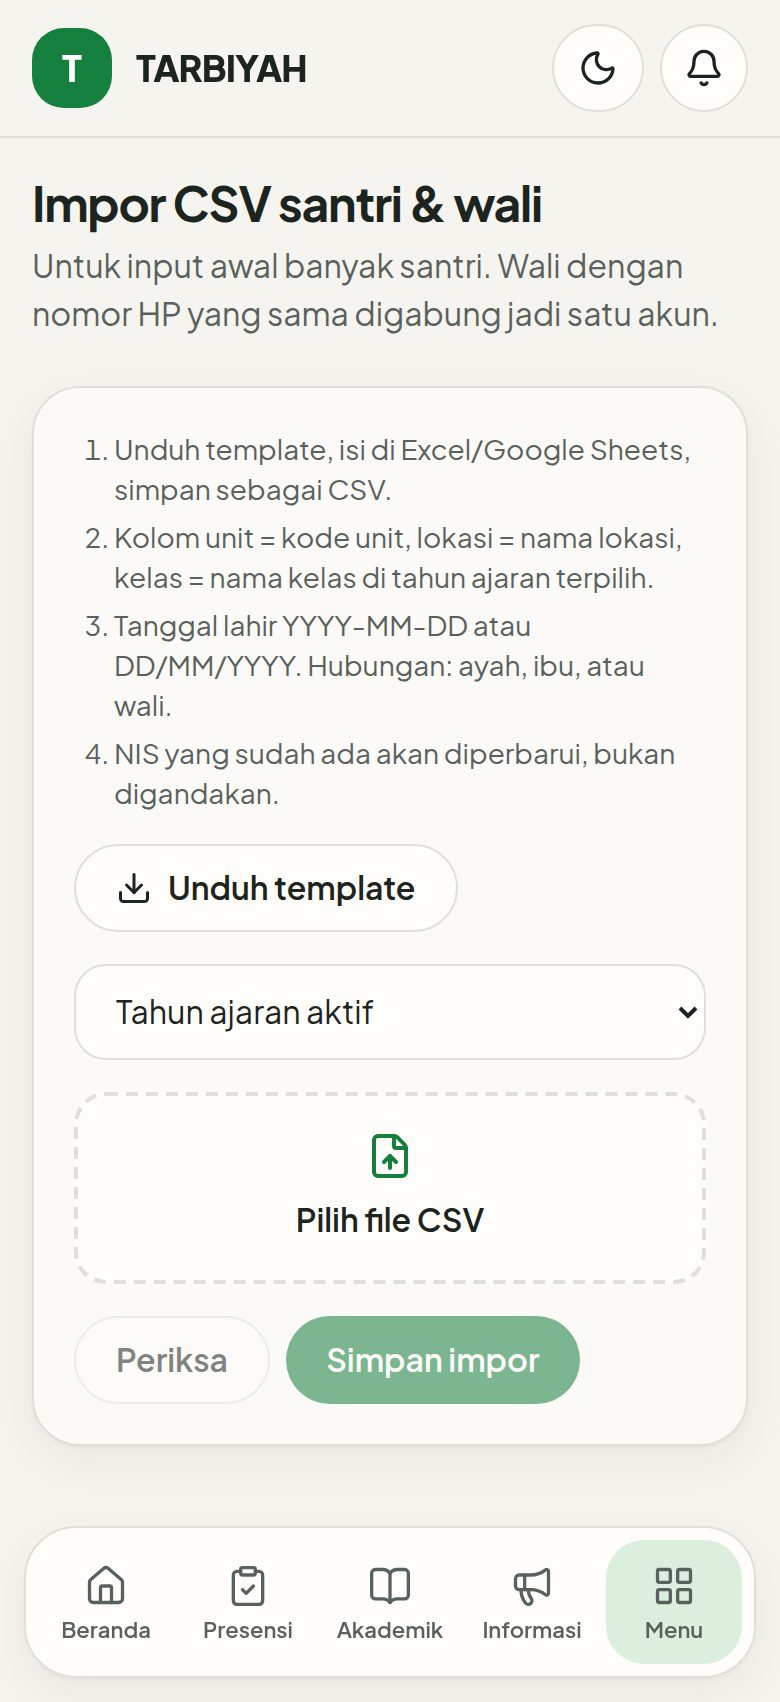 T TARBIYAH
Impor CSV santri & wali
Untuk input awal banyak santri. Wali dengan
nomor HP yang sama digabung jadi satu akun.
1. Unduh template, isi di Excel/Google Sheets,
simpan sebagai CSV.
2. Kolom unit = kode unit, lokasi = nama lokasi,
kelas = nama kelas di tahun ajaran terpilih.
3. Tanggal lahir YYYY-MM-DD atau
DD/MM/YYYY. Hubungan: ayah, ibu, atau
wali.
4. NIS yang sudah ada akan diperbarui, bukan
digandakan.
Unduh template
Tahun ajaran aktif
Pilih file CSV
Periksa Simpan impor
Beranda Presensi Akademik Informasi Menu